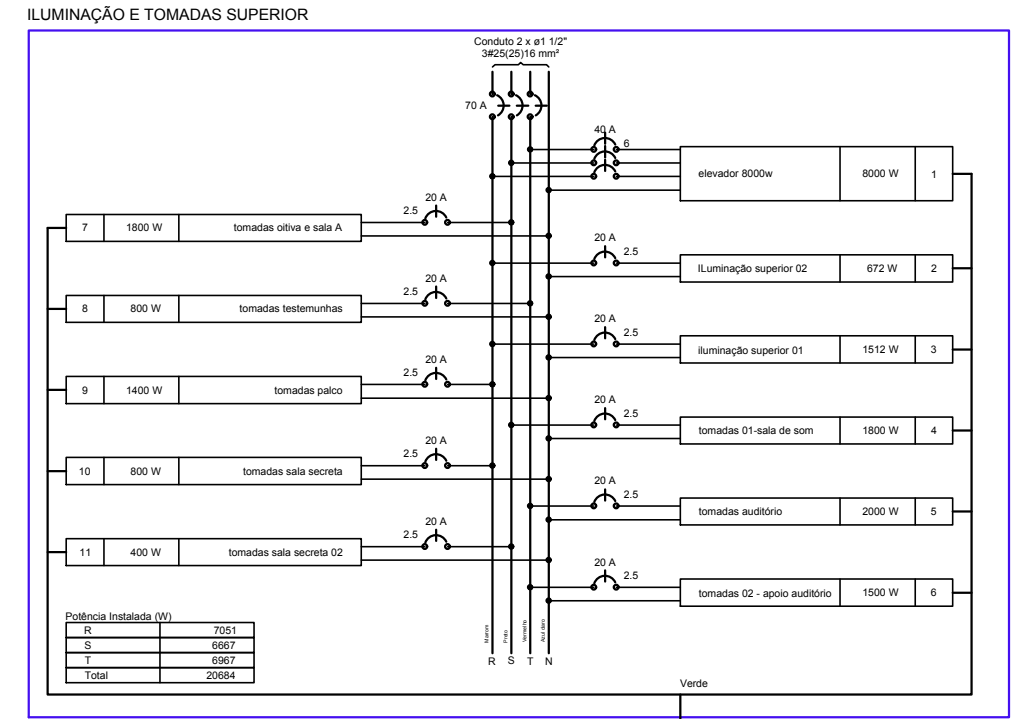 ILUMINAÇÃO E TOMADAS SUPERIOR
Conduto 2 x ø1 1/2"
3#25(25)16 mm²
70 A
40 A
6
elevador 8000w 8000 W 1
20 A
2.5
7 1800 W tomadas oitiva e sala A
20 A
2.5
ILuminação superior 02 672 W 2
20 A
2.5
8 800 W tomadas testemunhas
20 A
2.5
iluminação superior 01 1512 W 3
20 A
2.5
9 1400 W tomadas palco
20 A
2.5
tomadas 01-sala de som 1800 W 4
20 A
2.5
10 800 W tomadas sala secreta
20 A
2.5
tomadas auditório 2000 W 5
20 A
2.5
11 400 W tomadas sala secreta 02
20 A
2.5
tomadas 02 - apoio auditório 1500 W 6
Potência Instalada (W)
R 7051
S 6667
T 6967
Total 20684
Marrom
Preto
Vermelho
Azul claro
R S T N
Verde